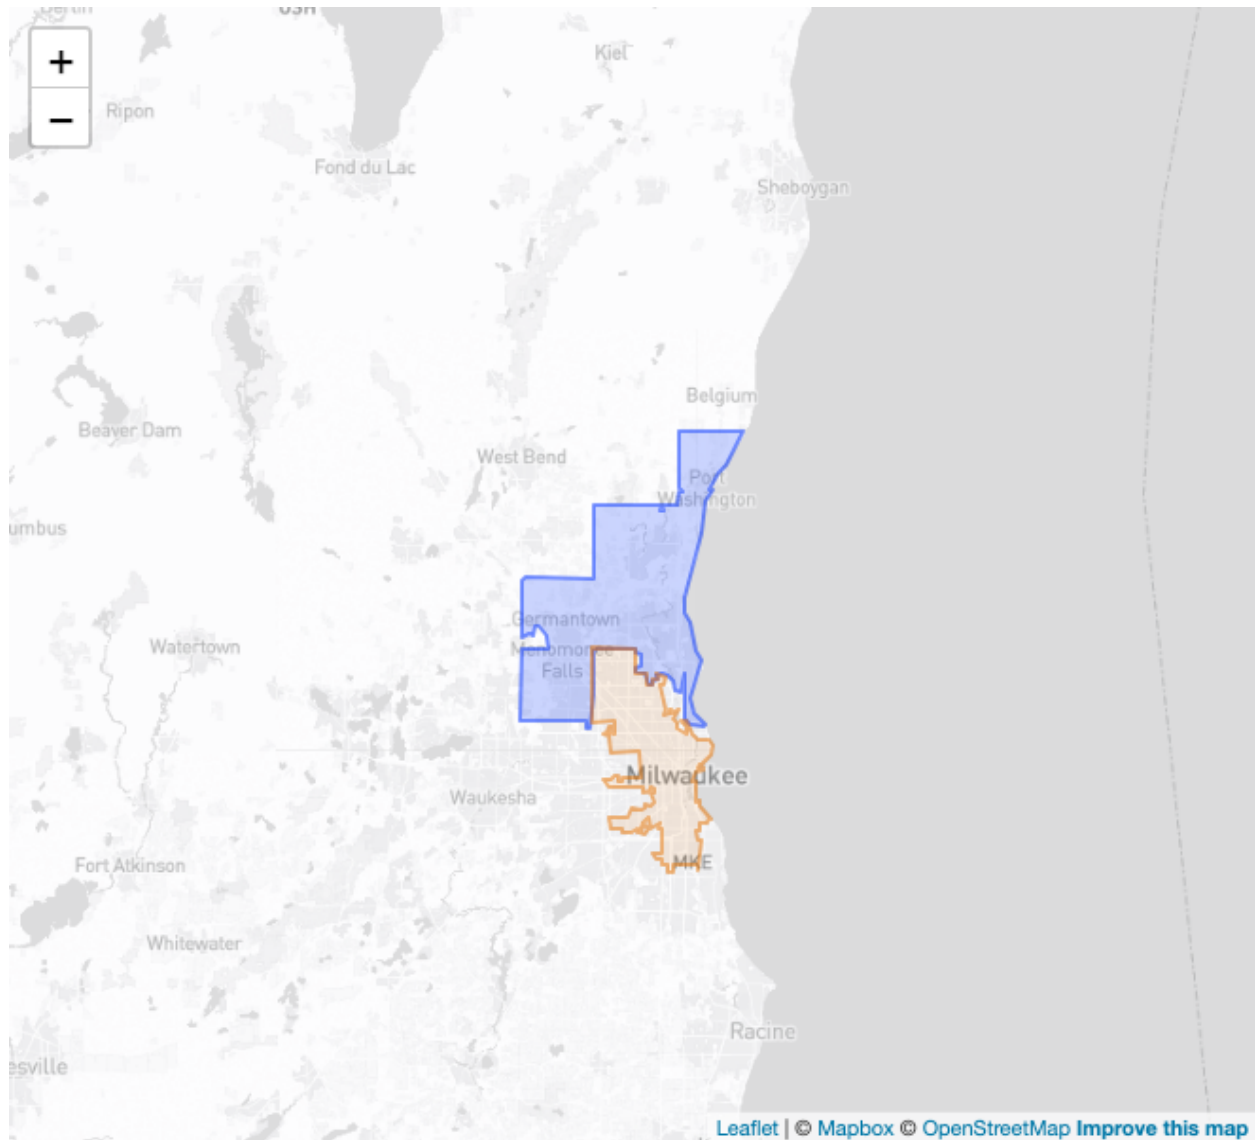 +
−
Kiel
Ripon
Fond du Lac
Sheboygan
Belgium
Beaver Dam
West Bend
Port
Washington
umbus
Germantown
Menomonee
Falls
Watertown
Milwaukee
Waukesha
MKE
Fort Atkinson
Whitewater
Racine
esville
Leaflet | © Mapbox © OpenStreetMap Improve this map